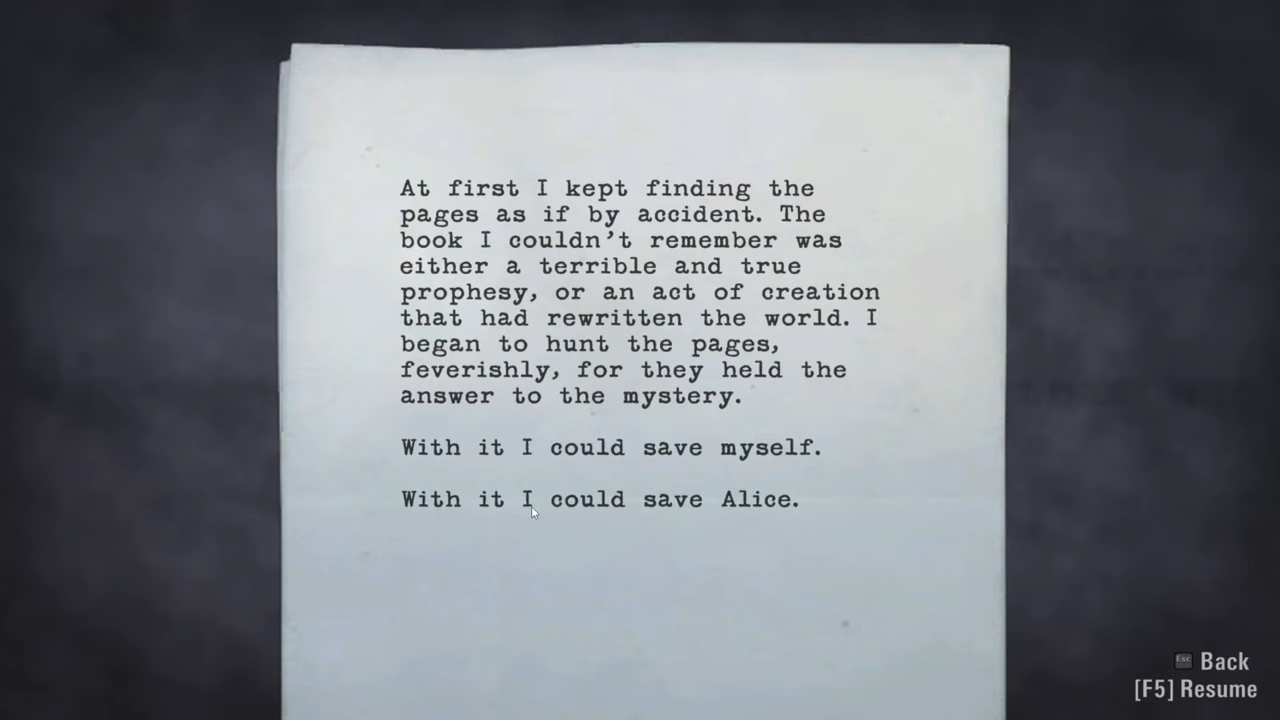 At first I kept finding the
pages as if by accident. The
book I couldn’t remember was
either a terrible and true
prophesy, or an act of creation
that had rewritten the world. I
began to hunt the pages,
feverishly, for they held the
answer to the mystery.
With it I could save myself.
With it I could save Alice.
Esc Back
[F5] Resume